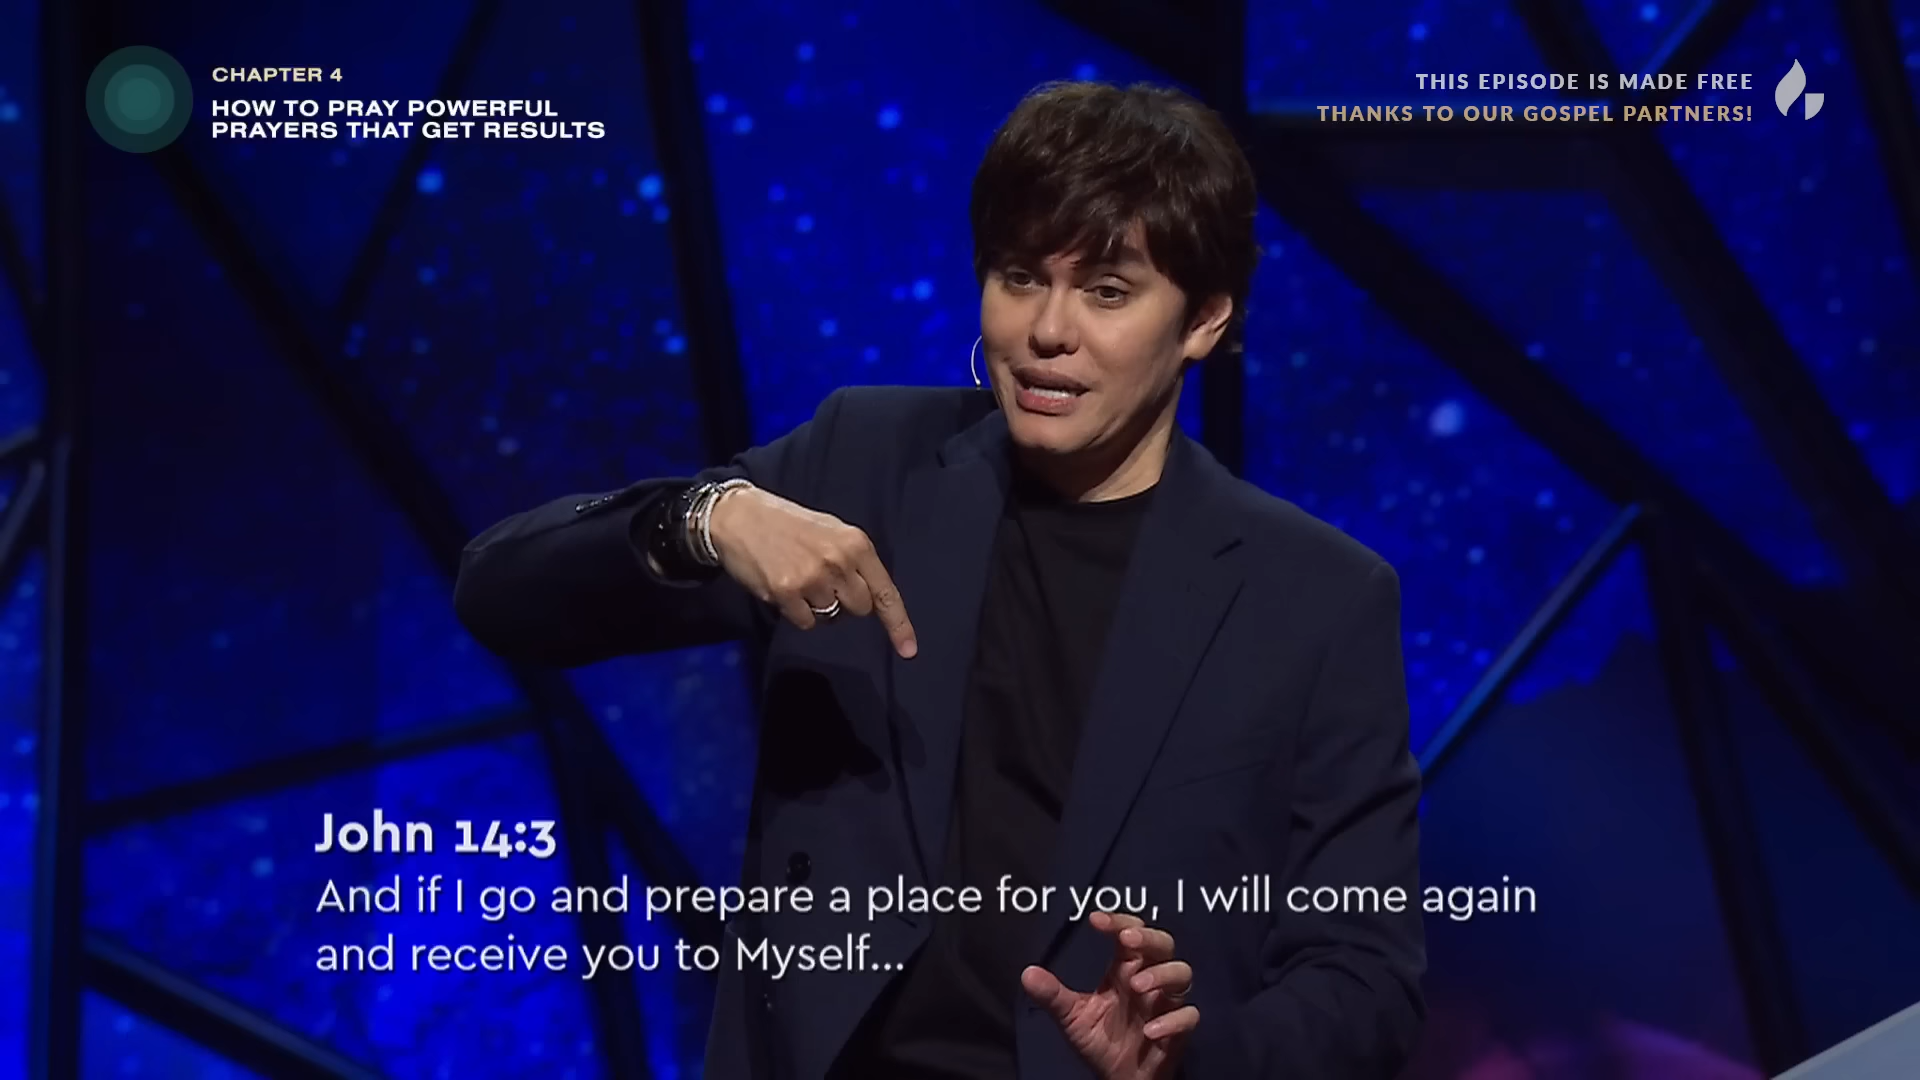 CHAPTER 4
HOW TO PRAY POWERFUL
PRAYERS THAT GET RESULTS
THIS EPISODE IS MADE FREE
THANKS TO OUR GOSPEL PARTNERS!
John 14:3
And if I go and prepare a place for you, I will come again
and receive you to Myself...